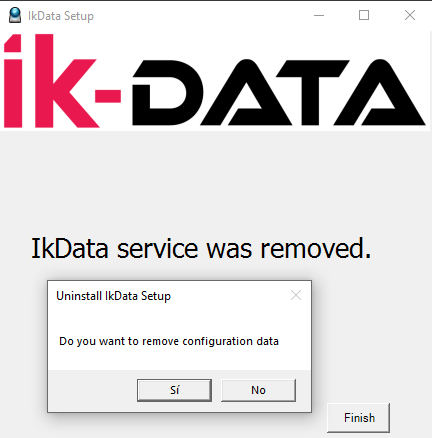 IkData Setup
ik-DATA
IkData service was removed.
Uninstall IkData Setup
Do you want to remove configuration data
Sí
No
Finish